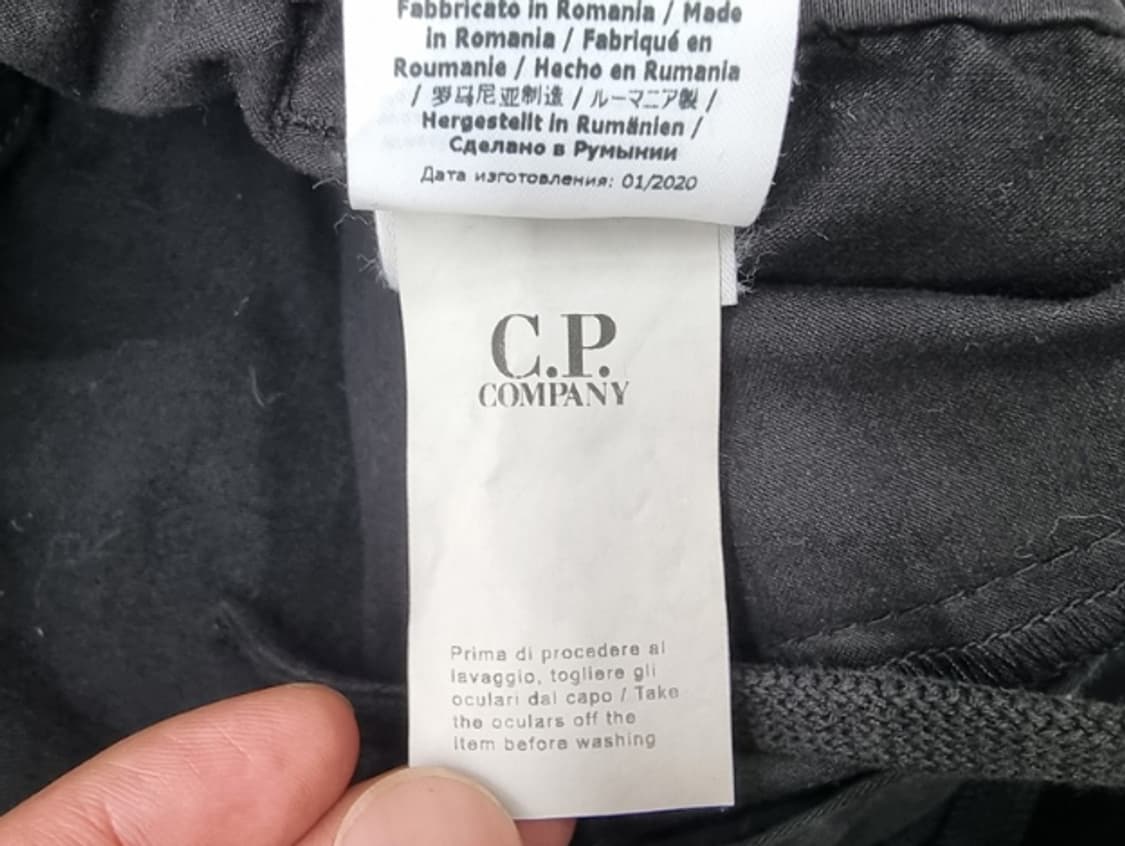 Fabbricato in Romania / Made
in Romania / Fabriqué en
Roumanie / Hecho en Rumania
/ 罗马尼亚制造 / ルーマニア製 /
Hergestellt in Rumänien /
Сделано в Румынии
Дата изготовления: 01/2020
C.P.
COMPANY
Prima di procedere al
lavaggio, togliere gli
oculari dal capo / Take
the oculars off the
item before washing